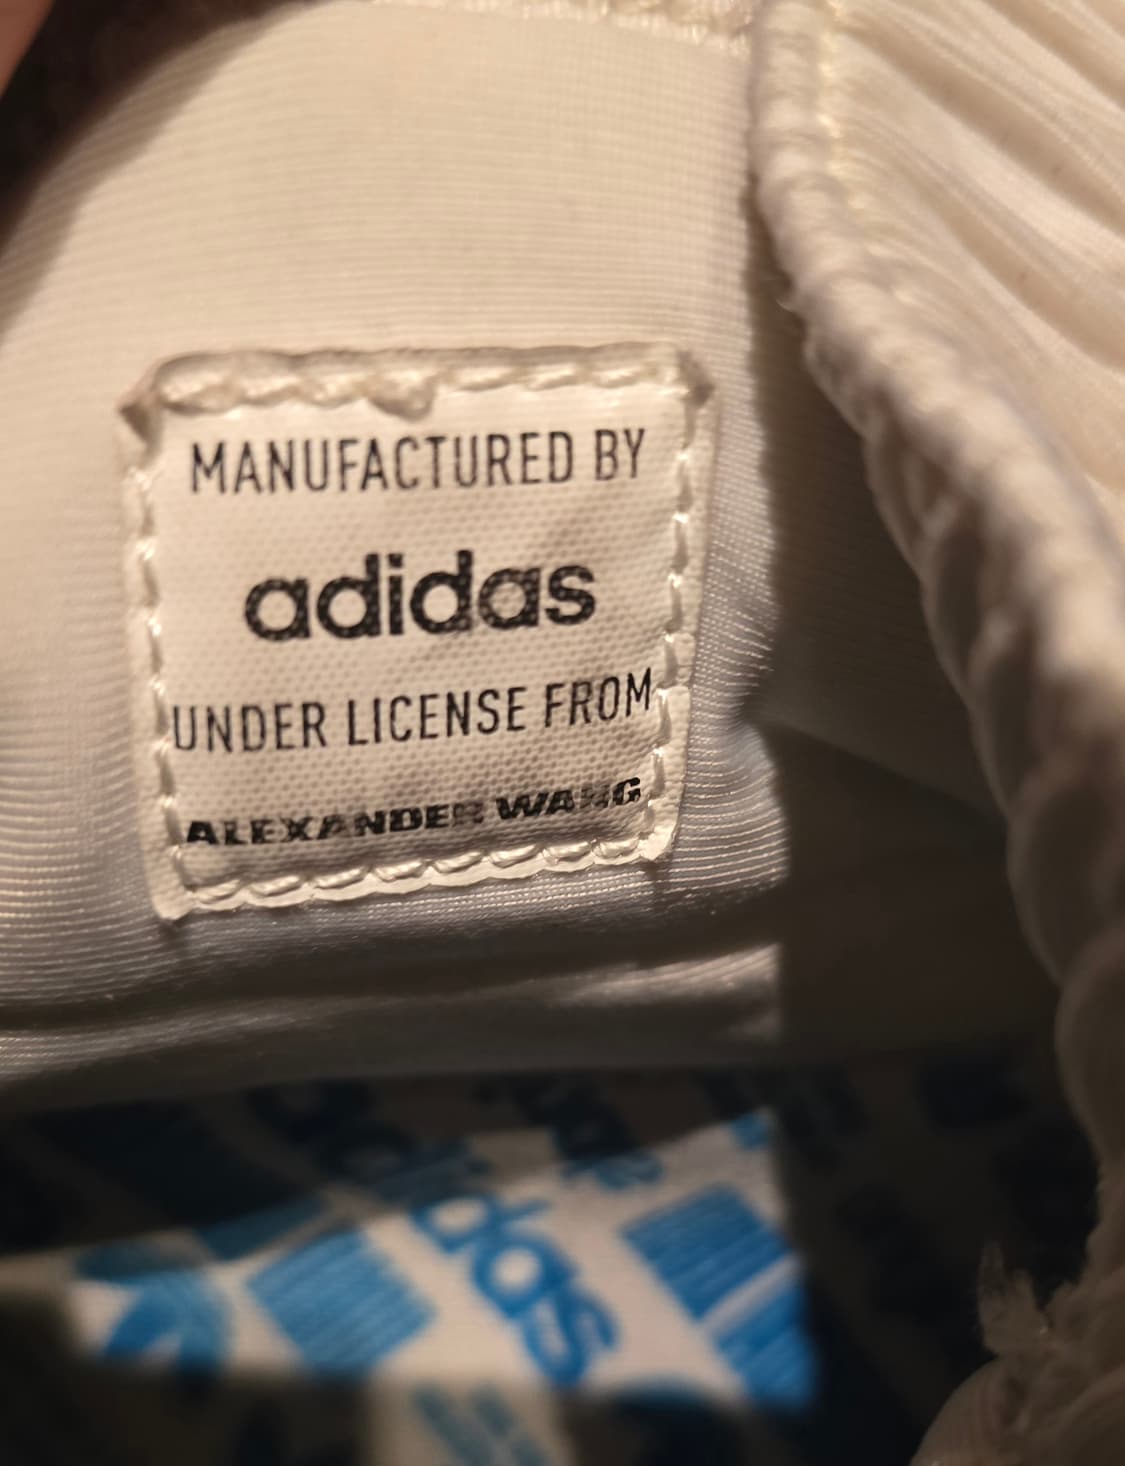 MANUFACTURED BY
adidas
UNDER LICENSE FROM
ALEXANDER WANG